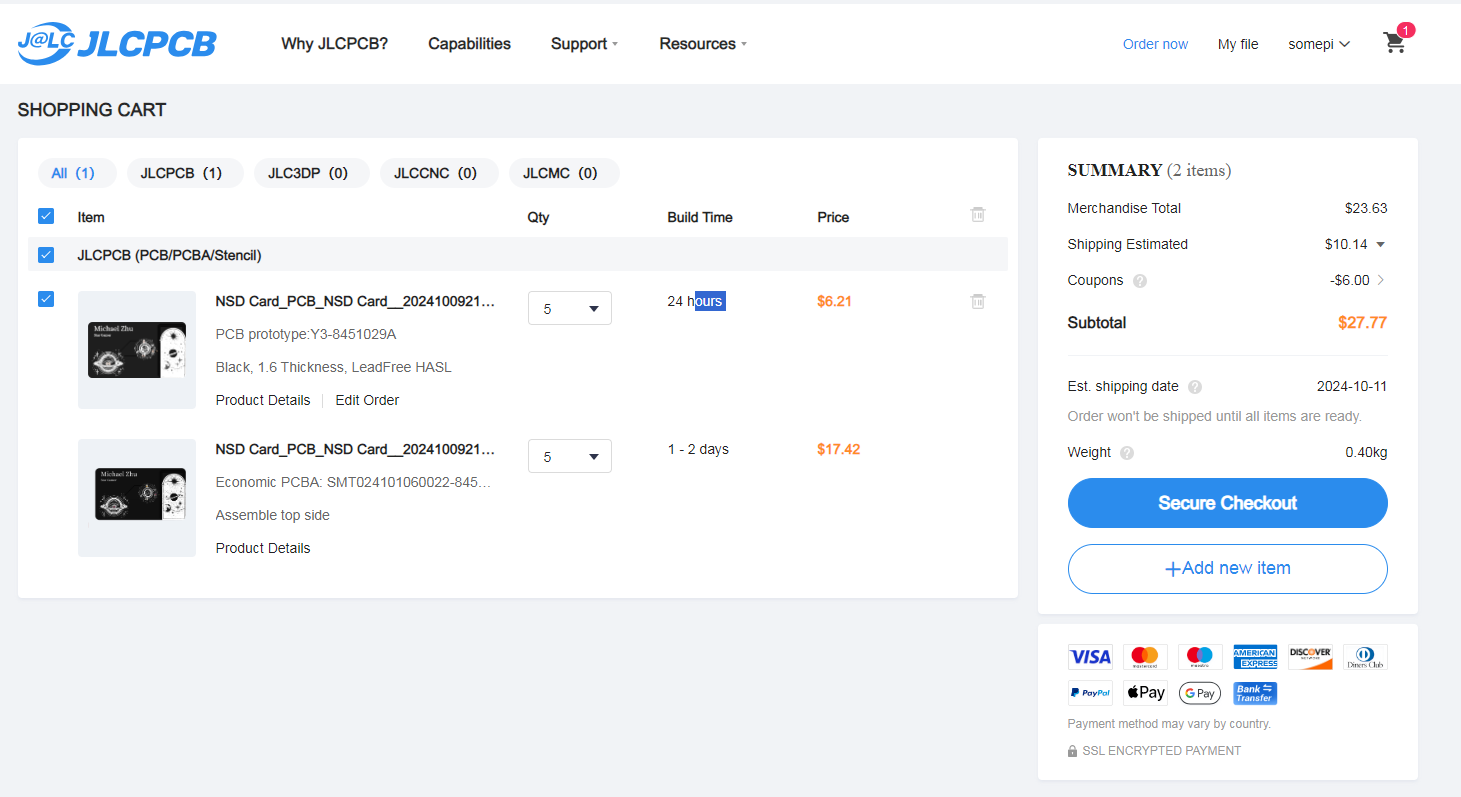 J@LC JLCPCB Why JLCPCB? Capabilities Support Resources Order now My file somepi 1
SHOPPING CART
All (1) JLCPCB (1) JLC3DP (0) JLCCNC (0) JLCMC (0)
Item Qty Build Time Price
JLCPCB (PCB/PCBA/Stencil)
NSD Card_PCB_NSD Card__2024100921... 5 24 hours $6.21
PCB prototype:Y3-8451029A
Black, 1.6 Thickness, LeadFree HASL
Product Details Edit Order
Michael Zhu
NSD Card_PCB_NSD Card__2024100921... 5 1 - 2 days $17.42
Economic PCBA: SMT024101060022-845...
Assemble top side
Product Details
Michael Zhu
SUMMARY (2 items)
Merchandise Total $23.63
Shipping Estimated $10.14
Coupons ? -$6.00
Subtotal $27.77
Est. shipping date ? 2024-10-11
Order won't be shipped until all items are ready.
Weight ? 0.40kg
Secure Checkout
+Add new item
VISA mastercard maestro AMERICAN EXPRESS DISCOVER NETWORK Diners Club
PayPal Pay G Pay Bank Transfer
Payment method may vary by country.
SSL ENCRYPTED PAYMENT